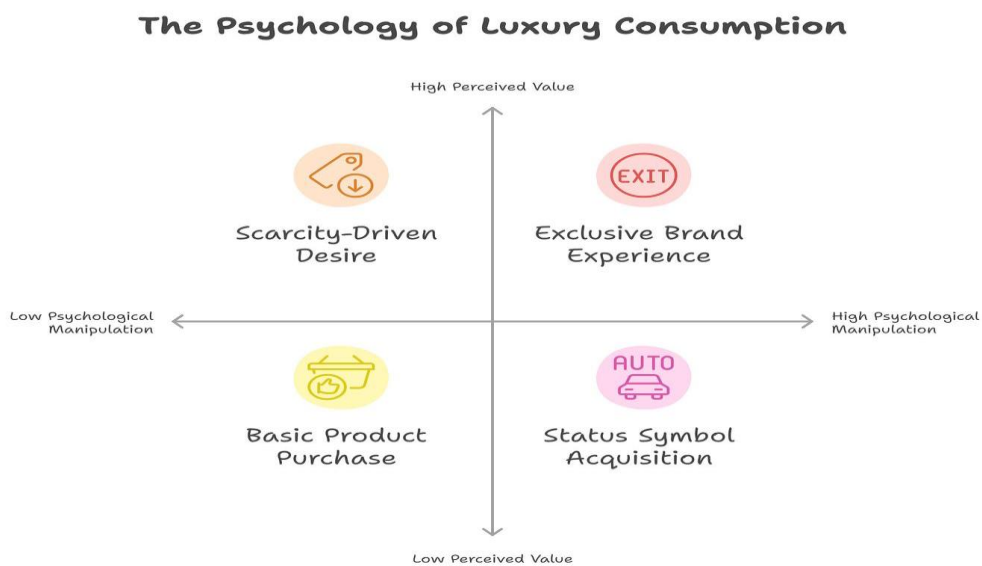 The Psychology of Luxury Consumption
High Perceived Value
EXIT
Scarcity-Driven
Desire
Exclusive Brand
Experience
Low Psychological
Manipulation
High Psychological
Manipulation
AUTO
Basic Product
Purchase
Status Symbol
Acquisition
Low Perceived Value